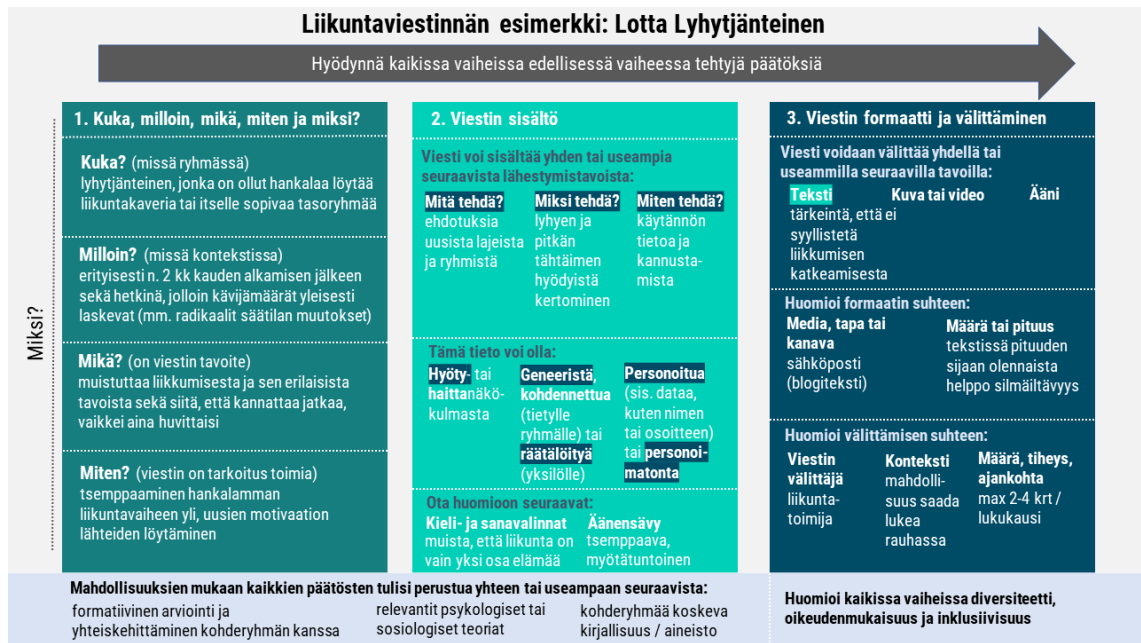 Liikuntaviestinnän esimerkki: Lotta Lyhytjänteinen
Hyödynnä kaikissa vaiheissa edellisessä vaiheessa tehtyjä päätöksiä
Miksi?
1. Kuka, milloin, mikä, miten ja miksi?
Kuka? (missä ryhmässä)
lyhytjänteinen, jonka on ollut hankalaa löytää
liikuntakaveria tai itselle sopivaa tasoryhmää
Milloin? (missä kontekstissa)
erityisesti n. 2 kk kauden alkamisen jälkeen
sekä hetkinä, jolloin kävijämäärät yleisesti
laskevat (mm. radikaalit säätilan muutokset)
Mikä? (on viestin tavoite)
muistuttaa liikkumisesta ja sen erilaisista
tavoista sekä siitä, että kannattaa jatkaa,
vaikkei aina huvittaisi
Miten? (viestin on tarkoitus toimia)
tsemppaaminen hankalamman
liikuntavaiheen yli, uusien motivaation
lähteiden löytäminen
2. Viestin sisältö
Viesti voi sisältää yhden tai useampia
seuraavista lähestymistavoista:
Mitä tehdä?
ehdotuksia
uusista lajeista
ja ryhmistä
Miksi tehdä?
lyhyen ja
pitkän
tähtäimen
hyödyistä
kertominen
Miten tehdä?
käytännön
tietoa ja
kannusta-
mista
Tämä tieto voi olla:
Hyöty- tai
haittanäkö-
kulmasta
Geneeristä,
kohdennettua
(tietylle
ryhmälle) tai
räätälöityä
(yksilölle)
Personoitua
(sis. dataa,
kuten nimen
tai osoitteen)
tai personoi-
matonta
Ota huomioon seuraavat:
Kieli- ja sanavalinnat
muista, että liikunta on
vain yksi osa elämää
Äänensävy
tsemppaava,
myötätuntoinen
3. Viestin formaatti ja välittäminen
Viesti voidaan välittää yhdellä tai
useammilla seuraavilla tavoilla:
Teksti
tärkeintä, että ei
syyllistetä
liikkumisen
katkeamisesta
Kuva tai video
Ääni
Huomioi formaatin suhteen:
Media, tapa tai
kanava
sähköposti
(blogiteksti)
Määrä tai pituus
tekstissä pituuden
sijaan olennaista
helppo silmäiltävyys
Huomioi välittämisen suhteen:
Viestin
välittäjä
liikunta-
toimija
Konteksti
mahdolli-
suus saada
lukea
rauhassa
Määrä, tiheys,
ajankohta
max 2-4 krt /
lukukausi
Mahdollisuuksien mukaan kaikkien päätösten tulisi perustua yhteen tai useampaan seuraavista:
formatiivinen arviointi ja
yhteiskehittäminen kohderyhmän kanssa
relevantit psykologiset tai
sosiologiset teoriat
kohderyhmää koskeva
kirjallisuus / aineisto
Huomioi kaikissa vaiheissa diversiteetti,
oikeudenmukaisuus ja inklusiivisuus